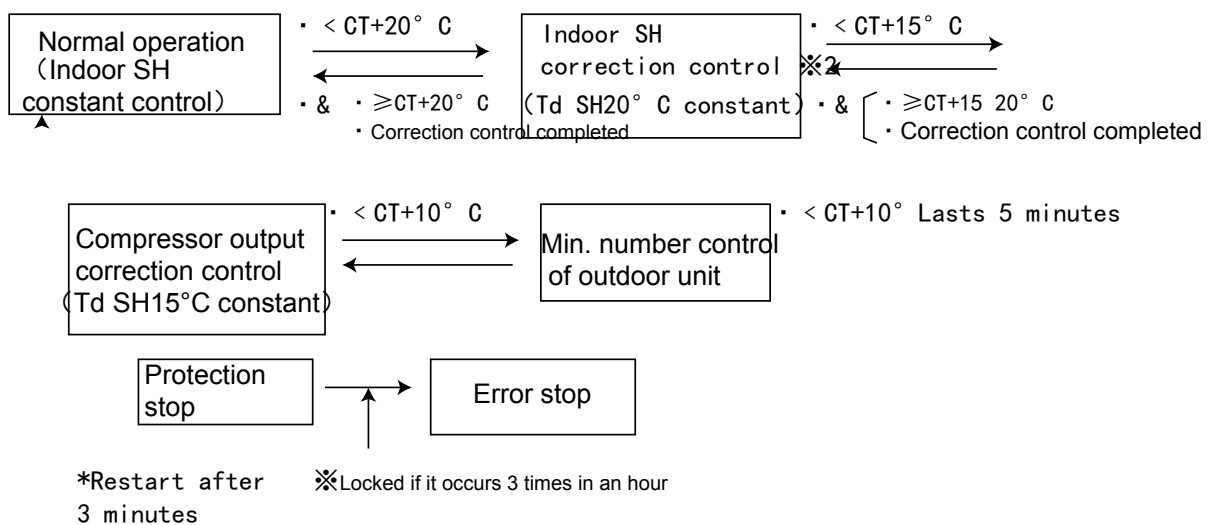 Normal operation
（Indoor SH
constant control）
・ < CT+20° C
・& ・ ≥CT+20° C
・ Correction control completed
Indoor SH
correction control ※2
（Td SH20° C constant）
・ < CT+15° C
・& ・ ≥CT+15 20° C
・ Correction control completed
Compressor output
correction control
（Td SH15°C constant）
・ < CT+10° C
Min. number control
of outdoor unit
・ < CT+10° Lasts 5 minutes
Protection
stop
Error stop
*Restart after
3 minutes
※Locked if it occurs 3 times in an hour